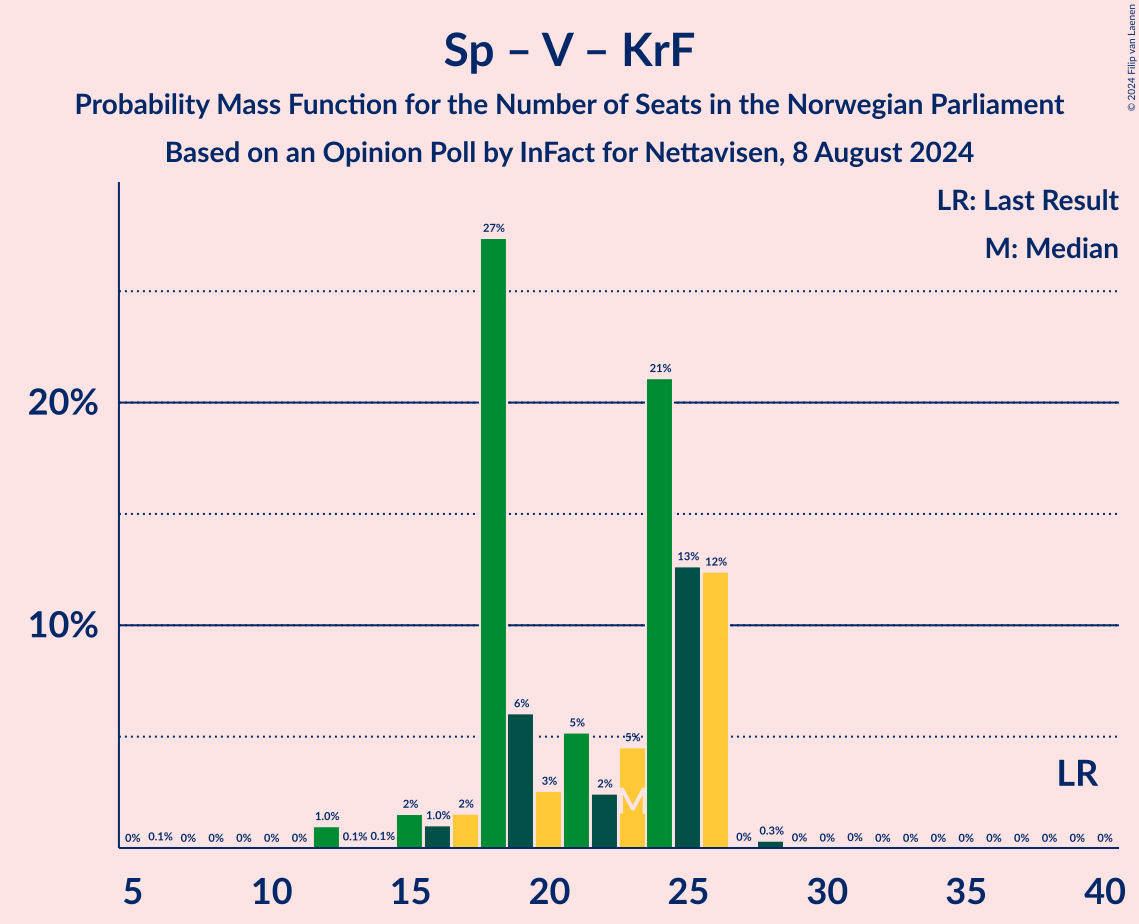 Sp – V – KrF
Probability Mass Function for the Number of Seats in the Norwegian Parliament
Based on an Opinion Poll by InFact for Nettavisen, 8 August 2024
© 2024 Filip van Laenen
LR: Last Result
M: Median
20%
10%
0% 0.1% 0% 0% 0% 0% 0% 1.0% 0.1% 0.1% 2% 1.0% 2% 27% 6% 3% 5% 2% 5% 21% 13% 12% 0% 0.3% 0% 0% 0% 0% 0% 0% 0% 0% 0% 0% 0% 0%
M
LR
5 10 15 20 25 30 35 40